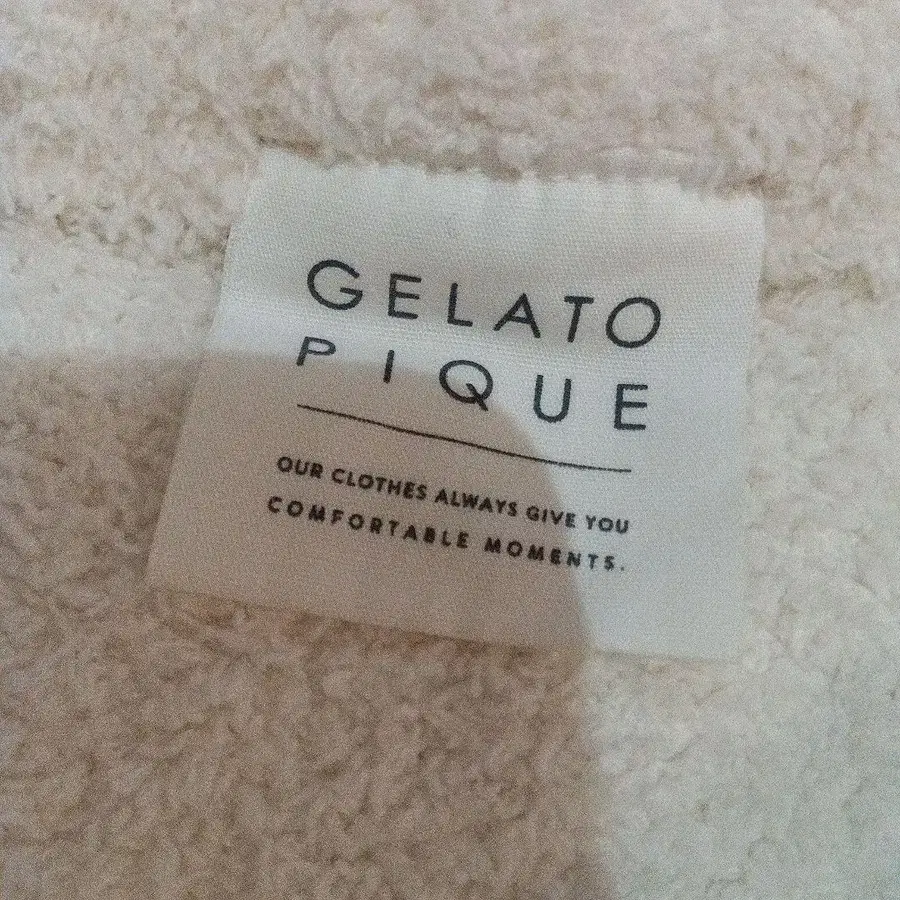 GELATO
PIQUE
OUR CLOTHES ALWAYS GIVE YOU
COMFORTABLE MOMENTS.